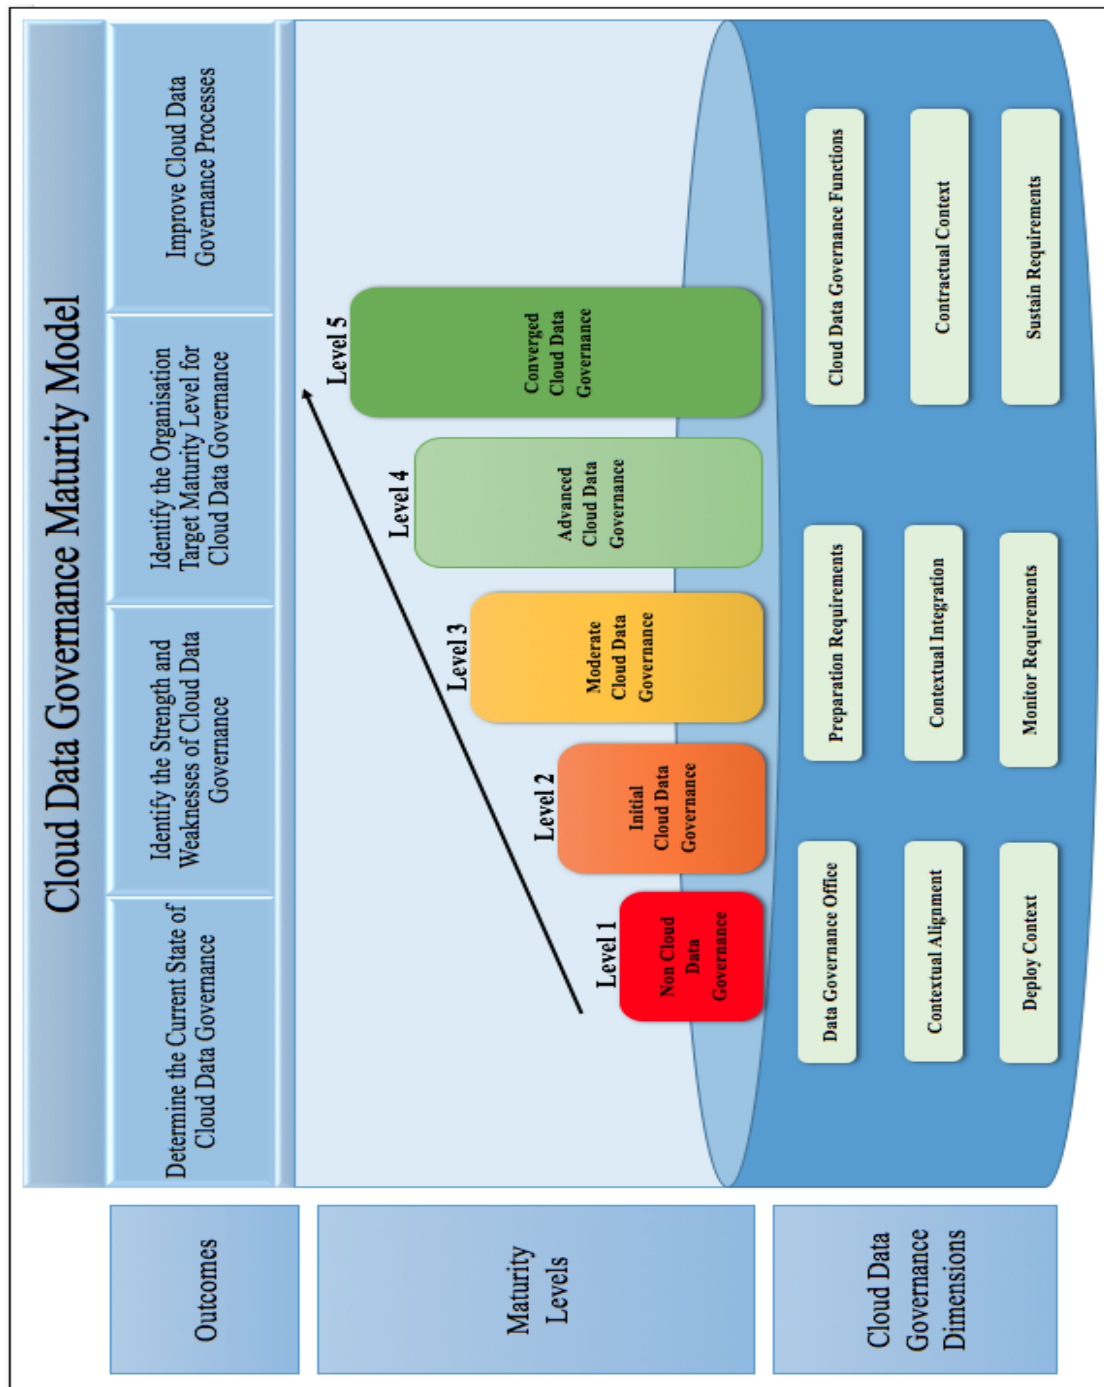 Cloud Data Governance Maturity Model
Outcomes
Determine the Current State of
Cloud Data Governance
Identify the Strength and
Weaknesses of Cloud Data
Governance
Identify the Organisation
Target Maturity Level for
Cloud Data Governance
Improve Cloud Data
Governance Processes
Maturity
Levels
Level 1
Non Cloud
Data
Governance
Level 2
Initial
Cloud Data
Governance
Level 3
Moderate
Cloud Data
Governance
Level 4
Advanced
Cloud Data
Governance
Level 5
Converged
Cloud Data
Governance
Cloud Data
Governance
Dimensions
Data Governance Office
Preparation Requirements
Cloud Data Governance Functions
Contextual Alignment
Contextual Integration
Contractual Context
Deploy Context
Monitor Requirements
Sustain Requirements